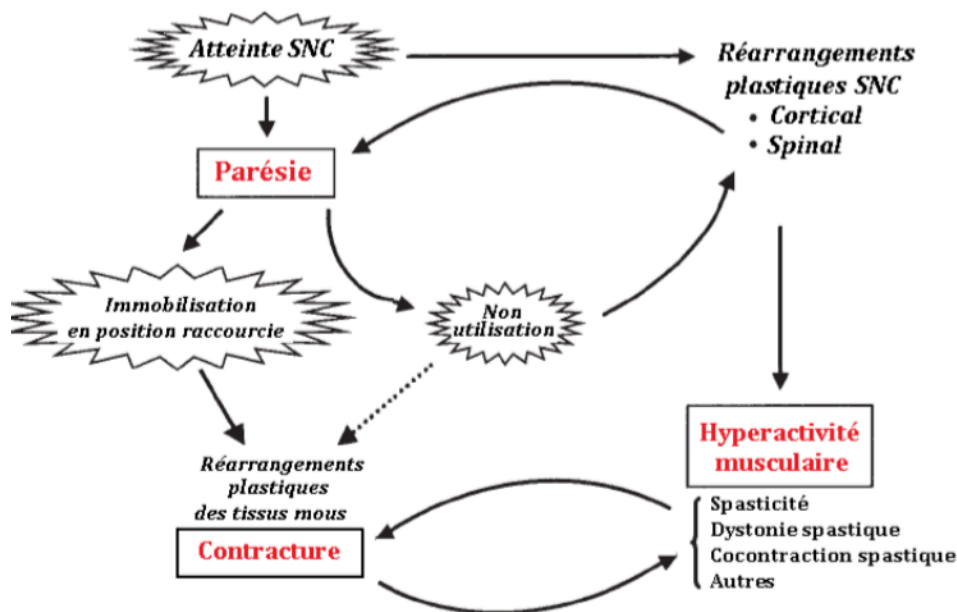 Atteinte SNC
Réarrangements
plastiques SNC
• Cortical
• Spinal
Parésie
Immobilisation
en position raccourcie
Non
utilisation
Réarrangements
plastiques
des tissus mous
Contracture
Hyperactivité
musculaire
Spasticité
Dystonie spastique
Cocontraction spastique
Autres